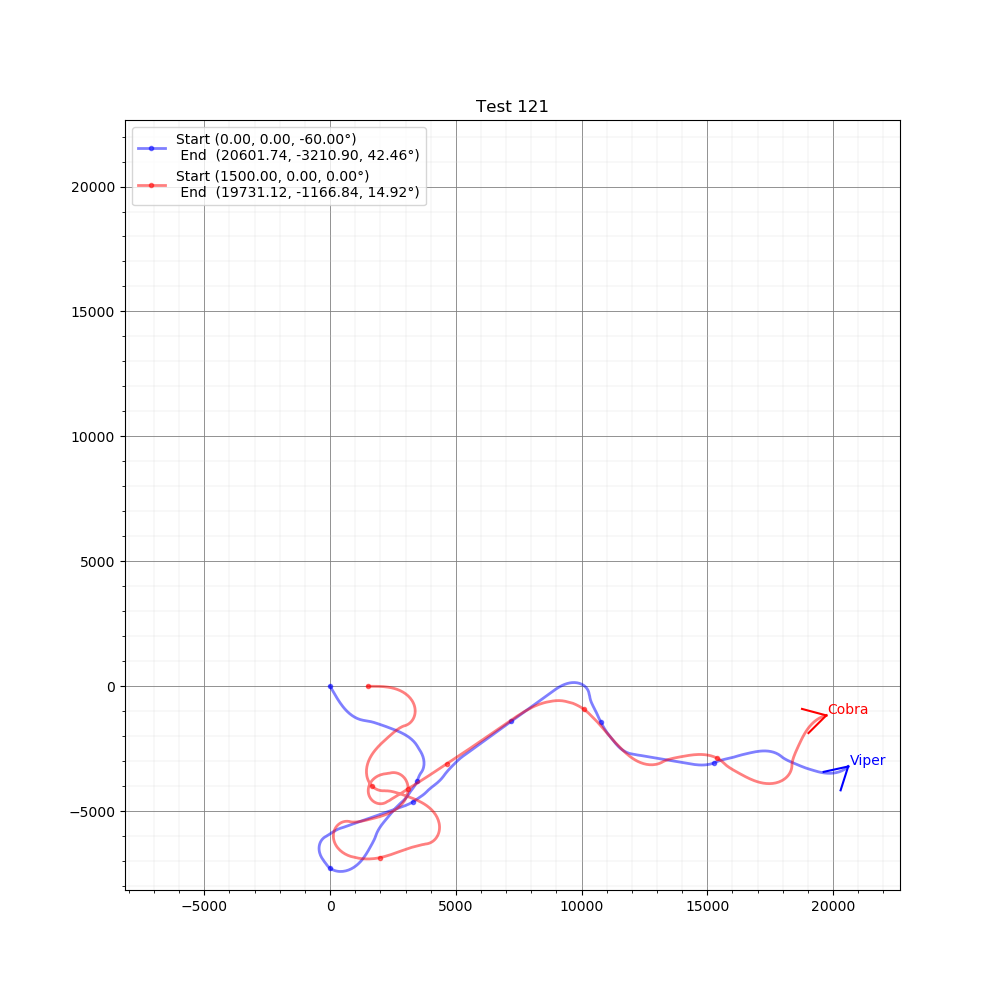 Test 121
Start (0.00, 0.00, -60.00°)
End  (20601.74, -3210.90, 42.46°)
Start (1500.00, 0.00, 0.00°)
End  (19731.12, -1166.84, 14.92°)
20000
15000
10000
5000
0
−5000
Cobra
Viper
−5000
0
5000
10000
15000
20000